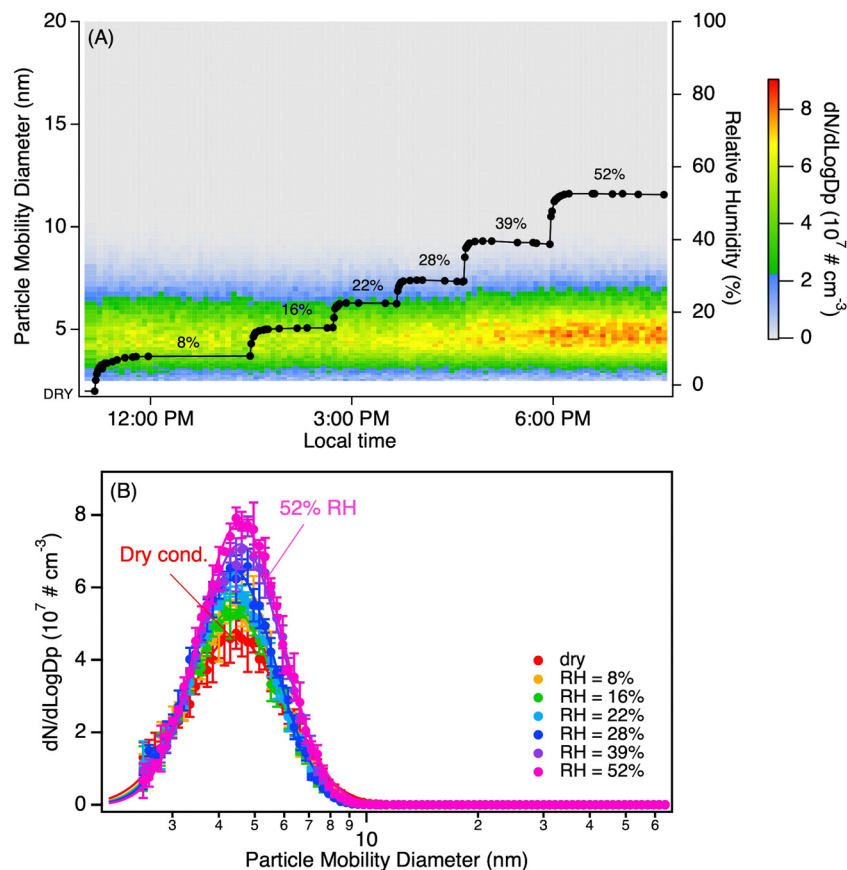 (A)
20
15
10
5
DRY
Particle Mobility Diameter (nm)
8%
16%
22%
28%
39%
52%
100
80
60
40
20
0
Relative Humidity (%)
8
6
4
2
0
dN/dLogDp (10⁷ # cm⁻³)
12:00 PM
3:00 PM
6:00 PM
Local time
(B)
8
6
4
2
0
dN/dLogDp (10⁷ # cm⁻³)
52% RH
Dry cond.
dry
RH = 8%
RH = 16%
RH = 22%
RH = 28%
RH = 39%
RH = 52%
3 4 5 6 7 8 9 10 2 3 4 5 6
Particle Mobility Diameter (nm)